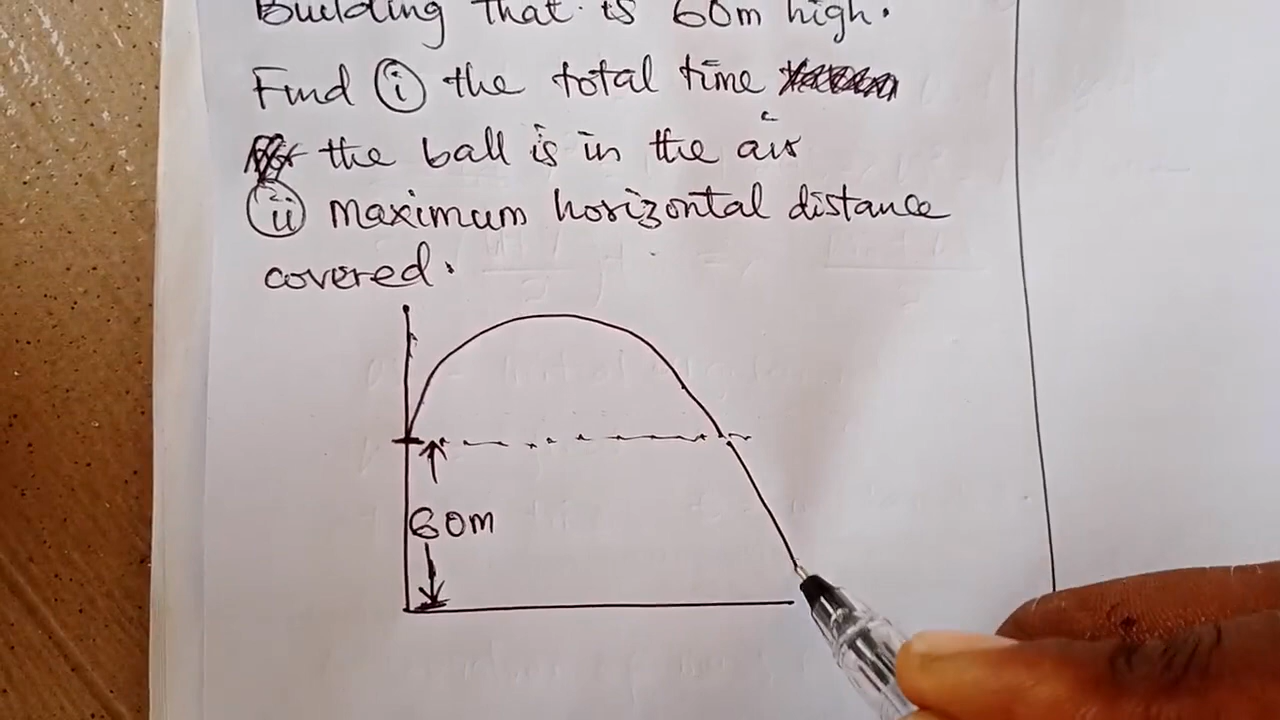 Building that is 60m high.
Find (i) the total time
the ball is in the air
(ii) maximum horizontal distance
covered.
60m